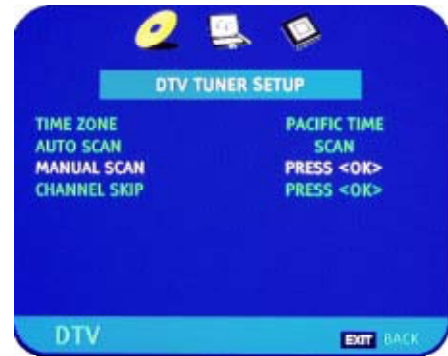 DTV TUNER SETUP
TIME ZONE PACIFIC TIME
AUTO SCAN SCAN
MANUAL SCAN PRESS <OK>
CHANNEL SKIP PRESS <OK>
DTV EXIT BACK